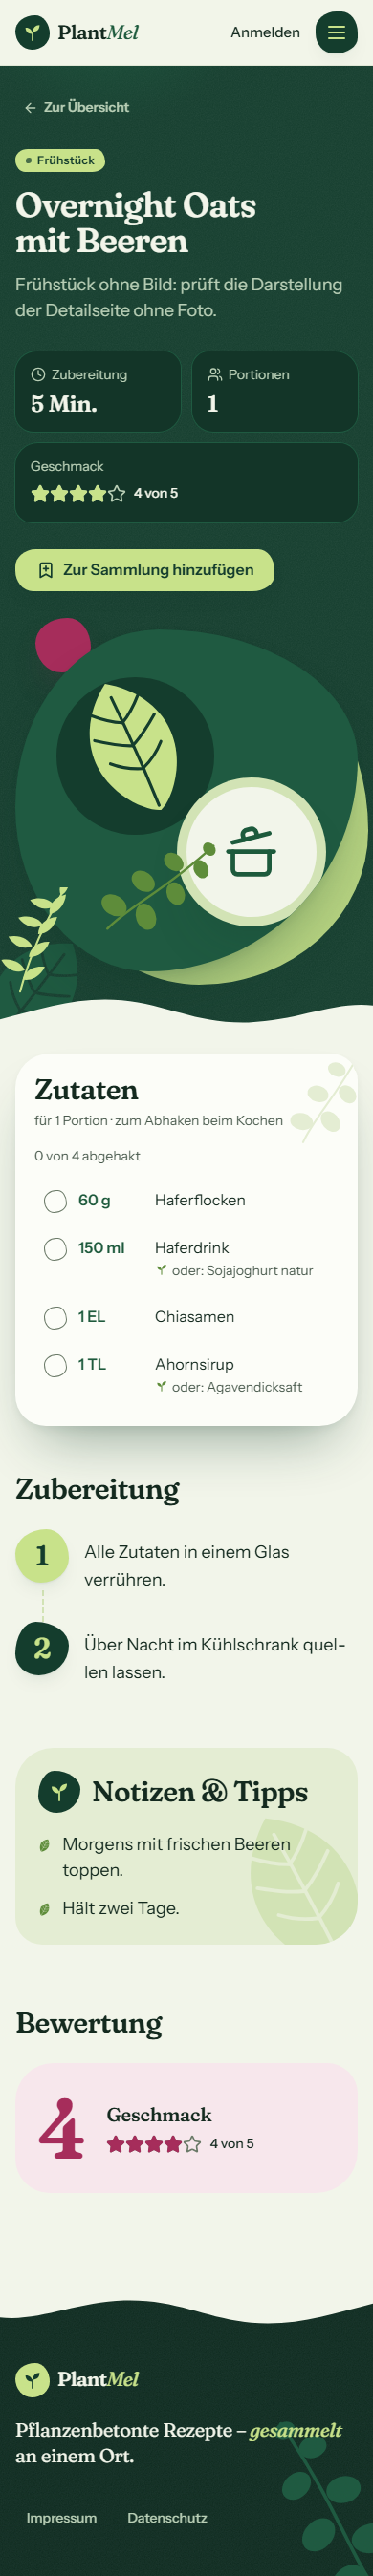 PlantMel
Anmelden
Zur Übersicht
Frühstück
Overnight Oats
mit Beeren
Frühstück ohne Bild: prüft die Darstellung
der Detailseite ohne Foto.
Zubereitung
5 Min.
Portionen
1
Geschmack
4 von 5
Zur Sammlung hinzufügen
Zutaten
für 1 Portion · zum Abhaken beim Kochen
0 von 4 abgehakt
60 g Haferflocken
150 ml Haferdrink
oder: Sojajoghurt natur
1 EL Chiasamen
1 TL Ahornsirup
oder: Agavendicksaft
Zubereitung
1 Alle Zutaten in einem Glas
verrühren.
2 Über Nacht im Kühlschrank quel-
len lassen.
Notizen & Tipps
Morgens mit frischen Beeren
toppen.
Hält zwei Tage.
Bewertung
4
Geschmack
4 von 5
PlantMel
Pflanzenbetonte Rezepte – gesammelt
an einem Ort.
Impressum Datenschutz